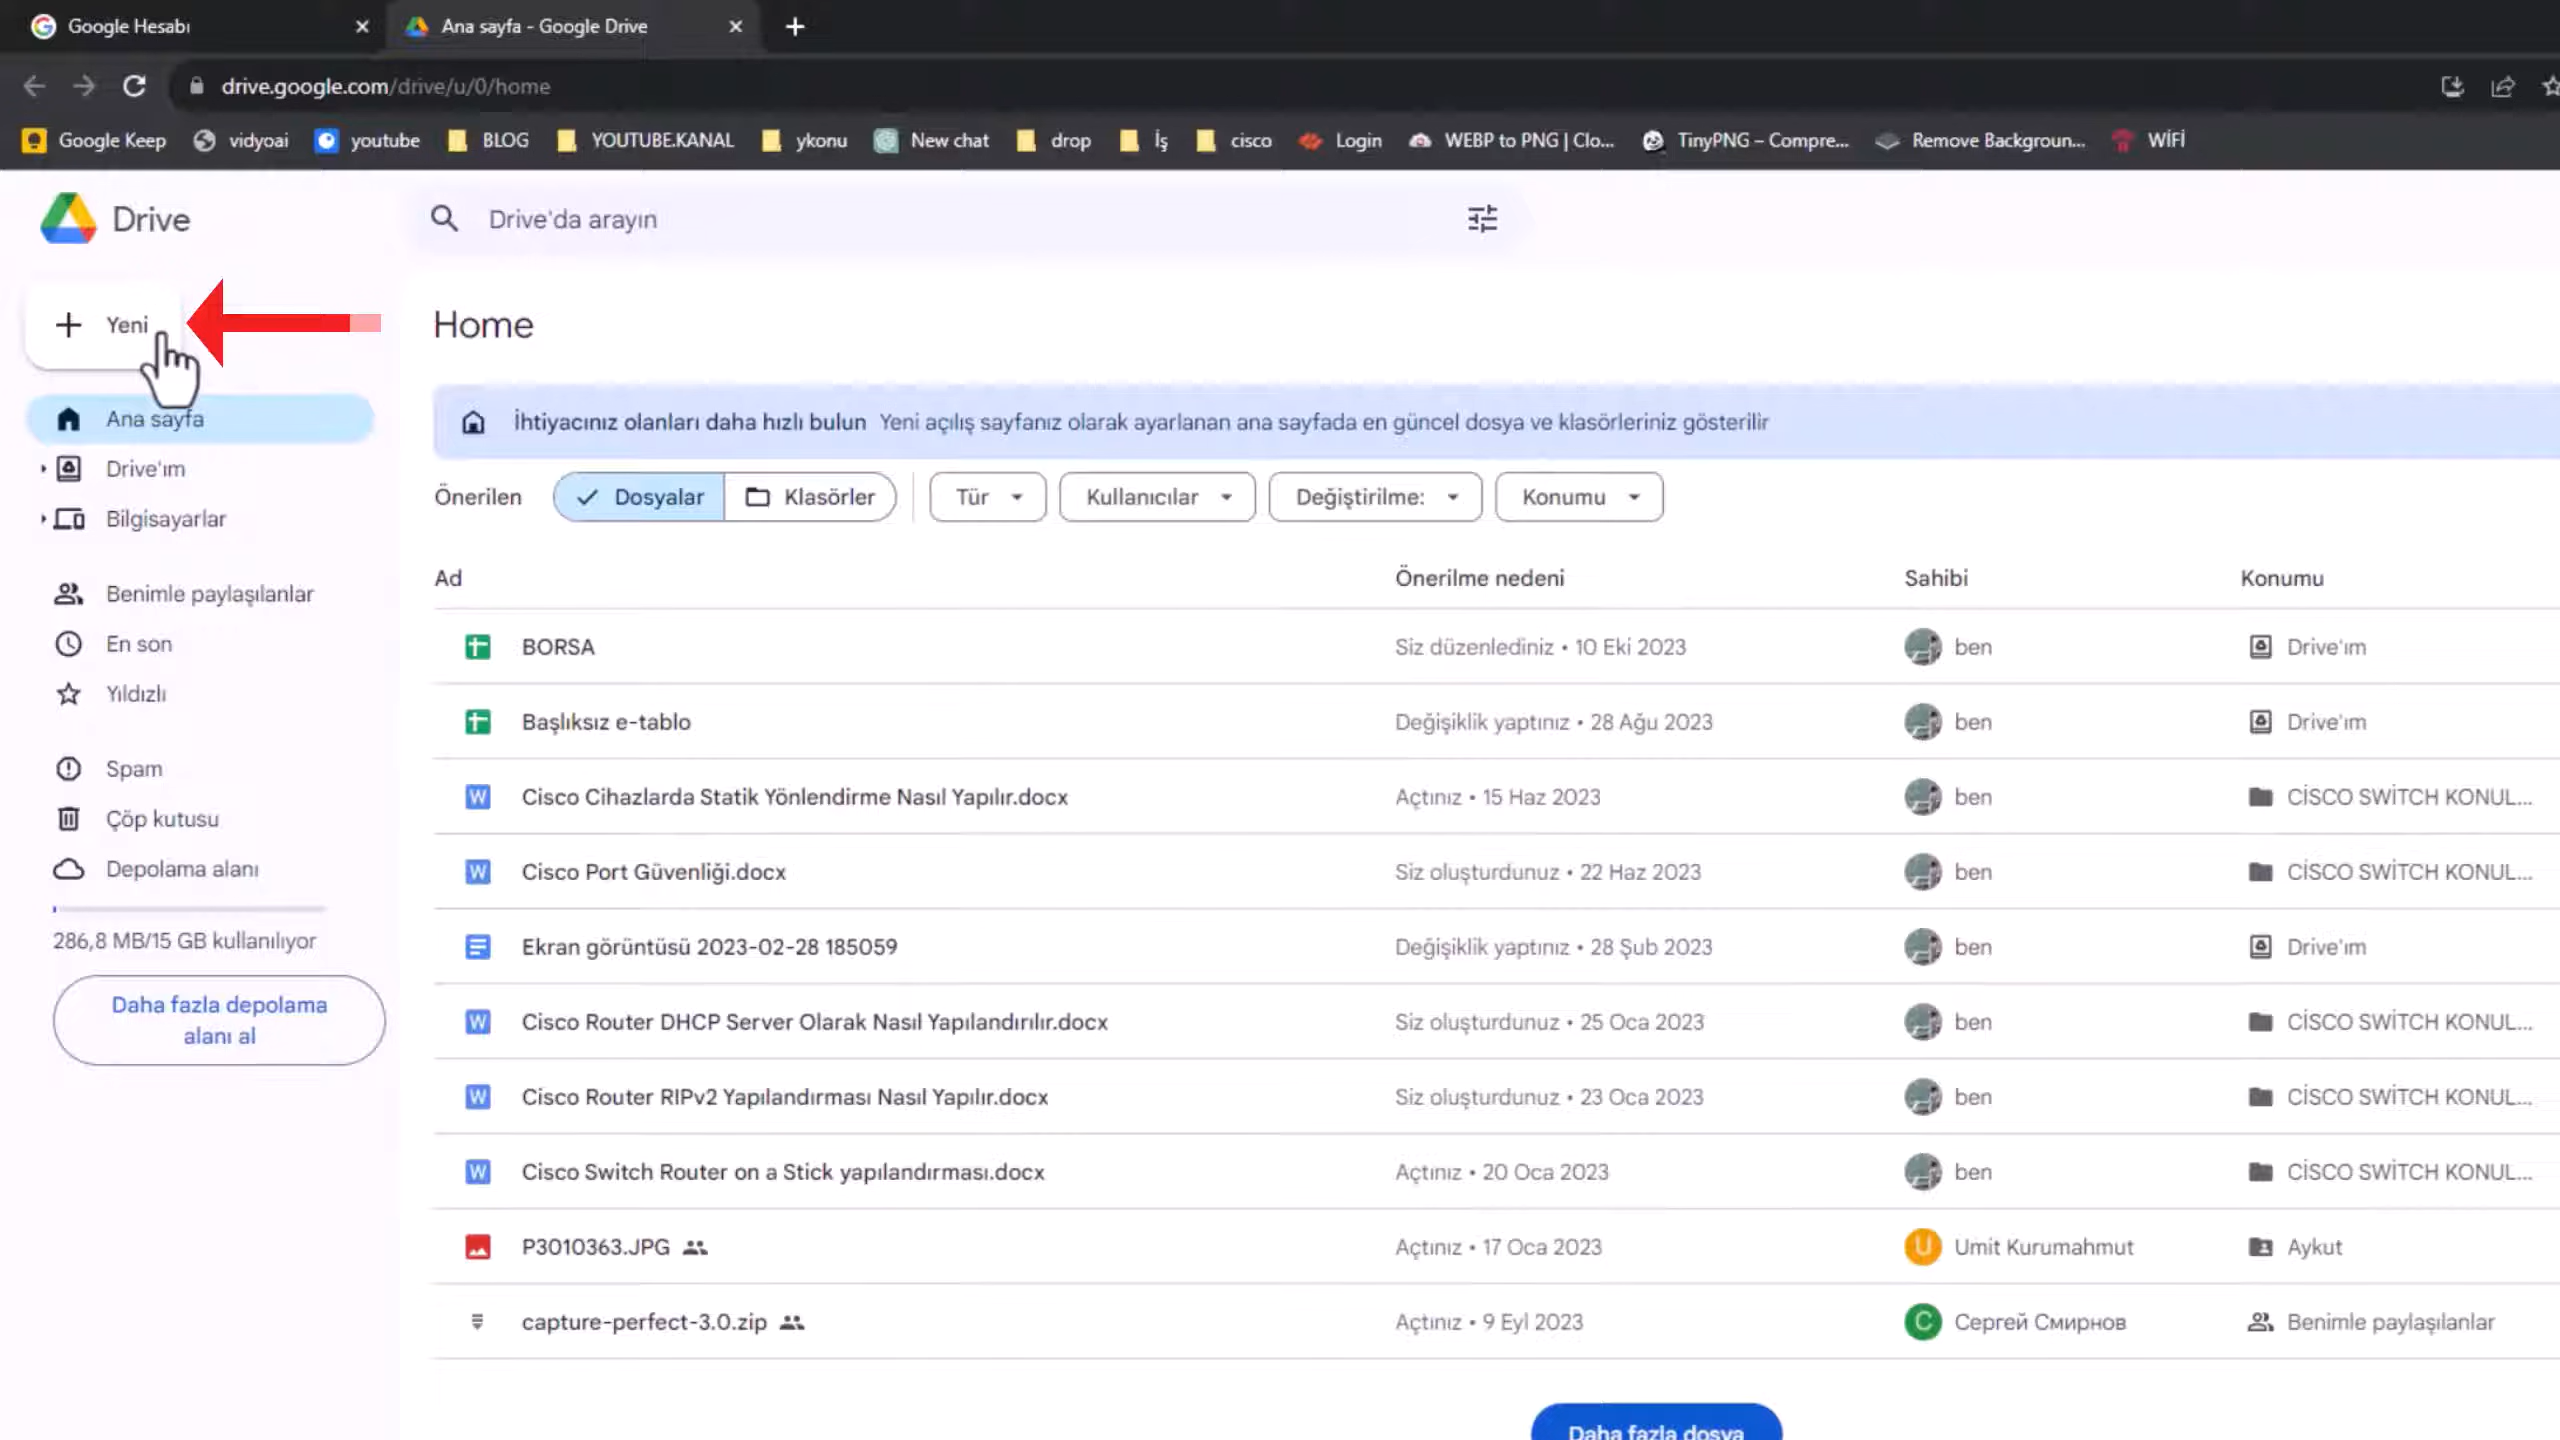 Google Hesabı
Ana sayfa - Google Drive
drive.google.com/drive/u/0/home
Google Keep
vidyoai
youtube
BLOG
YOUTUBE.KANAL
ykonu
New chat
drop
İş
cisco
Login
WEBP to PNG | Clo...
TinyPNG – Compre...
Remove Backgroun...
WİFİ
Drive
Drive'da arayın
Yeni
Ana sayfa
Drive'ım
Bilgisayarlar
Benimle paylaşılanlar
En son
Yıldızlı
Spam
Çöp kutusu
Depolama alanı
286,8 MB/15 GB kullanılıyor
Daha fazla depolama
alanı al
Home
İhtiyacınız olanları daha hızlı bulun Yeni açılış sayfanız olarak ayarlanan ana sayfada en güncel dosya ve klasörleriniz gösterilir
Önerilen
Dosyalar
Klasörler
Tür
Kullanıcılar
Değiştirilme:
Konumu
Ad Önerilme nedeni Sahibi Konumu
BORSA Siz düzenlediniz • 10 Eki 2023 ben Drive'ım
Başlıksız e-tablo Değişiklik yaptınız • 28 Ağu 2023 ben Drive'ım
Cisco Cihazlarda Statik Yönlendirme Nasıl Yapılır.docx Açtınız • 15 Haz 2023 ben CİSCO SWİTCH KONUL...
Cisco Port Güvenliği.docx Siz oluşturdunuz • 22 Haz 2023 ben CİSCO SWİTCH KONUL...
Ekran görüntüsü 2023-02-28 185059 Değişiklik yaptınız • 28 Şub 2023 ben Drive'ım
Cisco Router DHCP Server Olarak Nasıl Yapılandırılır.docx Siz oluşturdunuz • 25 Oca 2023 ben CİSCO SWİTCH KONUL...
Cisco Router RIPv2 Yapılandırması Nasıl Yapılır.docx Siz oluşturdunuz • 23 Oca 2023 ben CİSCO SWİTCH KONUL...
Cisco Switch Router on a Stick yapılandırması.docx Açtınız • 20 Oca 2023 ben CİSCO SWİTCH KONUL...
P3010363.JPG Açtınız • 17 Oca 2023 U Umit Kurumahmut Aykut
capture-perfect-3.0.zip Açtınız • 9 Eyl 2023 C Сергей Смирнов Benimle paylaşılanlar
Daha fazla dosya